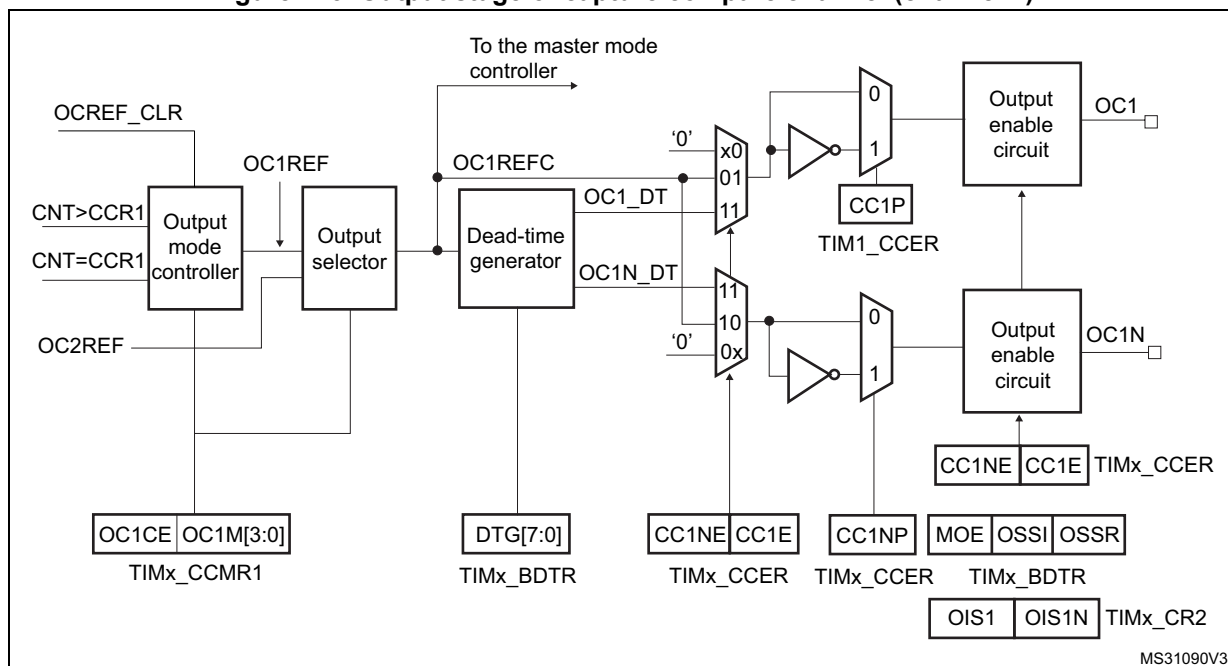 To the master mode
controller
OCREF_CLR
OC1REF
OC1REFC
CNT>CCR1
CNT=CCR1
Output
mode
controller
OC2REF
Output
selector
Dead-time
generator
OC1_DT
OC1N_DT
'0'
x0
01
11
11
10
'0'
0x
0
1
CC1P
TIM1_CCER
0
1
Output
enable
circuit
OC1
Output
enable
circuit
OC1N
CC1NE CC1E TIMx_CCER
OC1CE OC1M[3:0]
TIMx_CCMR1
DTG[7:0]
TIMx_BDTR
CC1NE CC1E
TIMx_CCER
CC1NP
TIMx_CCER
MOE OSSI OSSR
TIMx_BDTR
OIS1 OIS1N TIMx_CR2
MS31090V3